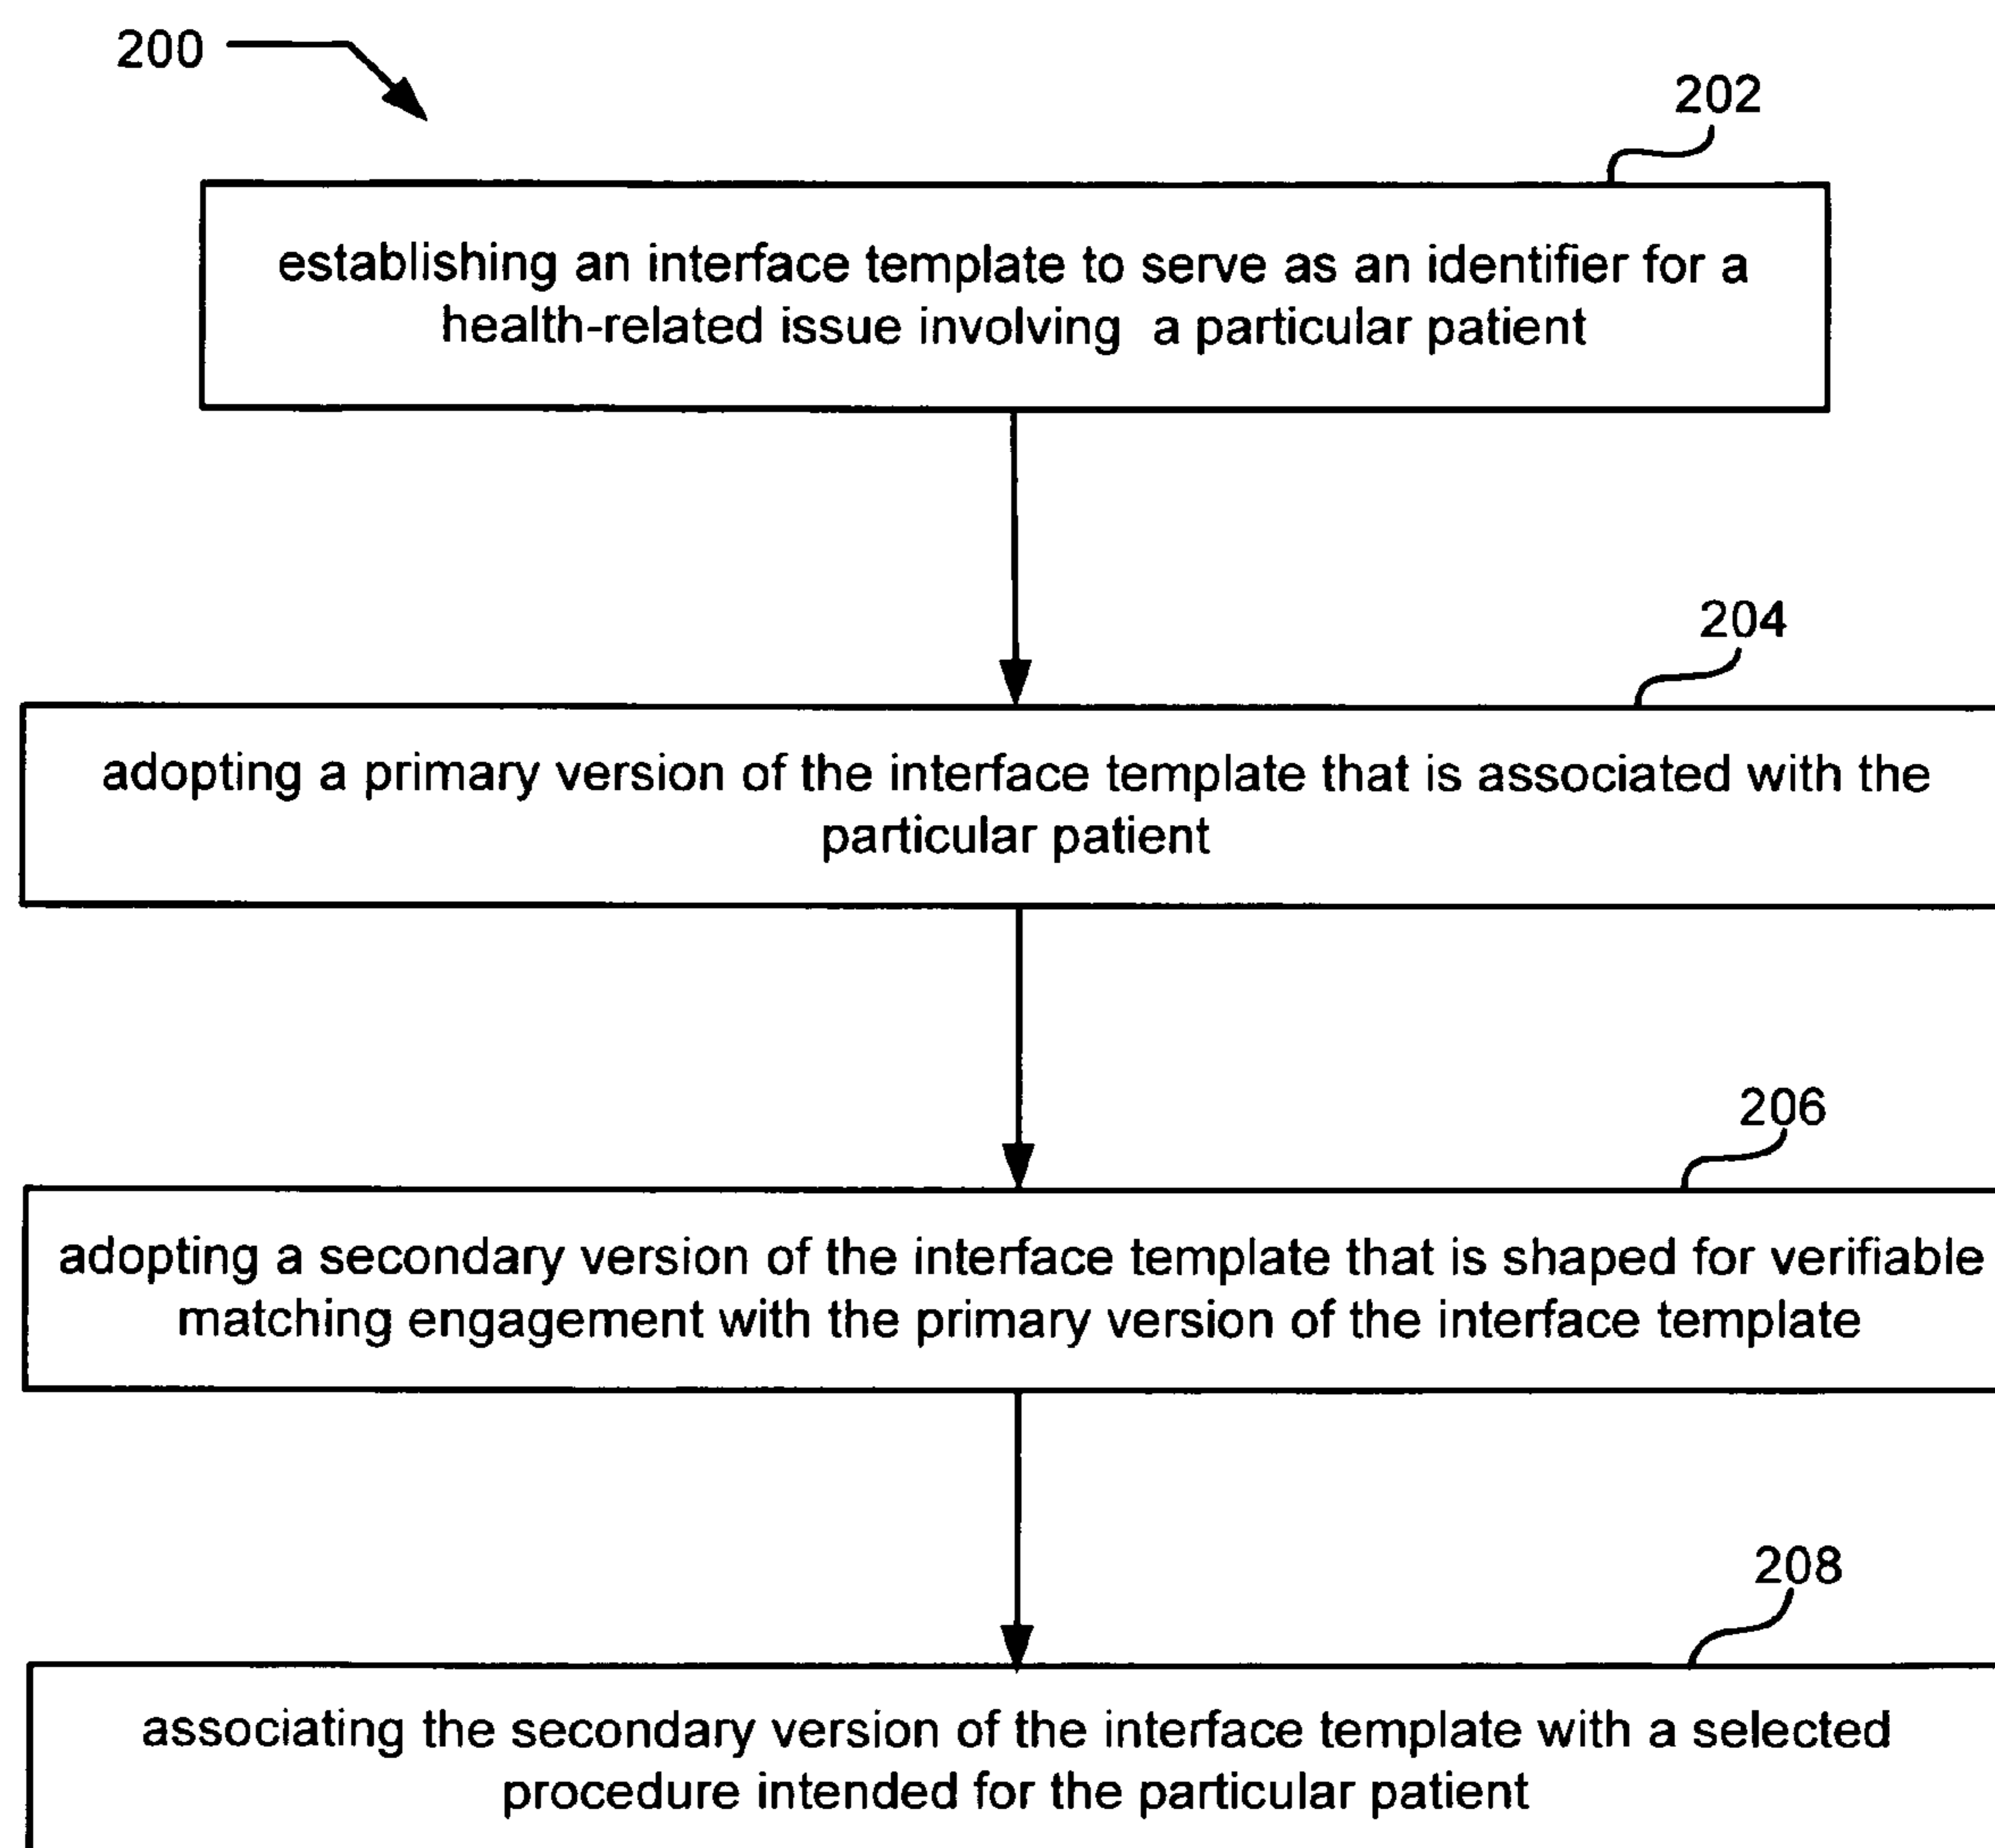 200
202
establishing an interface template to serve as an identifier for a
health-related issue involving a particular patient
204
adopting a primary version of the interface template that is associated with the
particular patient
206
adopting a secondary version of the interface template that is shaped for verifiable
matching engagement with the primary version of the interface template
208
associating the secondary version of the interface template with a selected
procedure intended for the particular patient